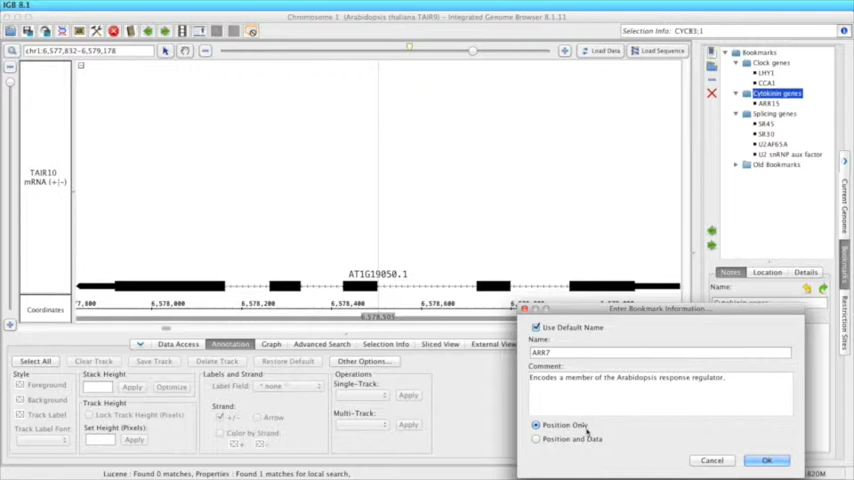 IGB 8.1
Chromosome 1 (Arabidopsis thaliana TAIR9) - Integrated Genome Browser 8.1.11
Selection Info: CYCB3;1
chr1:6,577,832-6,579,178
Load Data
Load Sequence
Bookmarks
Clock genes
LHY1
CCA1
Cytokinin genes
ARR15
Splicing genes
SR45
SR30
U2AF65A
U2 snRNP aux factor
Old Bookmarks
TAIR10
mRNA (+/-)
AT1G19050.1
7,800
6,578,000
6,578,200
6,578,400
6,578,600
6,578,505
Coordinates
Current Genome
Bookmarks
Restriction Sites
Notes
Location
Details
Name:
Cytokinin genes
Data Access
Annotation
Graph
Advanced Search
Selection Info
Sliced View
External View
Select All
Clear Track
Save Track
Delete Track
Restore Default
Other Options...
Style
Foreground
Background
Track Label
Track Label Font:
Stack Height
Apply
Optimize
Track Height
Lock Track Height (Pixels)
Set Height (Pixels):
Apply
Labels and Strand
Label Field:
* none *
Strand:
+/-
Arrow
Color by Strand:
+
-
Operations
Single-Track:
Apply
Multi-Track:
Apply
Enter Bookmark Information...
Use Default Name
Name:
ARR7
Comment:
Encodes a member of the Arabidopsis response regulator.
Position Only
Position and Data
Cancel
OK
Lucene: Found 0 matches, Properties: Found 1 matches for local search,
820M